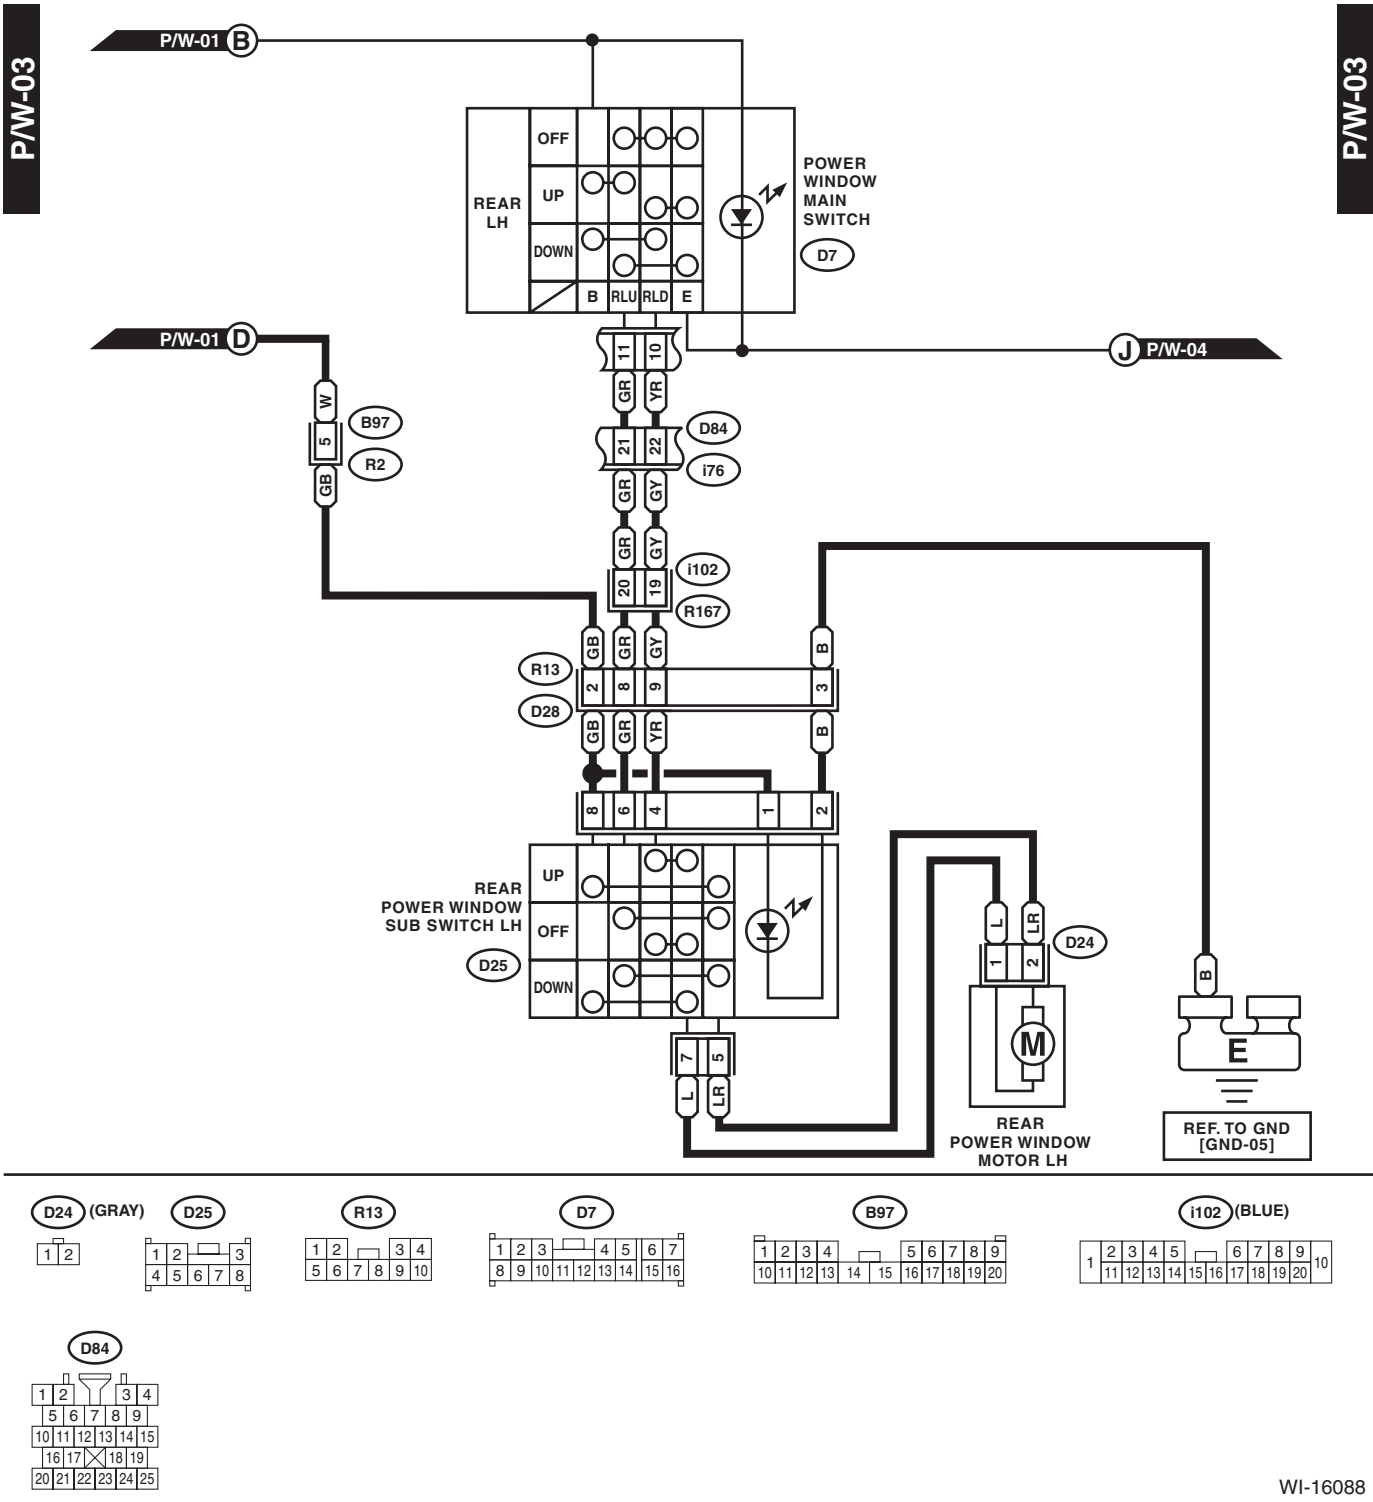 P/W-03
P/W-03
P/W-01 B
REAR LH
OFF
UP
DOWN
B RLU RLD E
POWER
WINDOW
MAIN
SWITCH
D7
P/W-01 D
J P/W-04
11 10
GR YR
W
5
GB
B97
R2
21 22
D84
i76
GR GY
GR GY
20 19
i102
R167
GB GR GY B
R13
2 8 9 3
D28
GB GR YR B
8 6 4 1 2
REAR
POWER WINDOW
SUB SWITCH LH
D25
UP
OFF
DOWN
7 5
L LR
L LR
1 2
D24
M
REAR
POWER WINDOW
MOTOR LH
B
E
REF. TO GND
[GND-05]
D24 (GRAY)
1 2
D25
1 2 3
4 5 6 7 8
R13
1 2 3 4
5 6 7 8 9 10
D7
1 2 3 4 5 6 7
8 9 10 11 12 13 14 15 16
B97
1 2 3 4 5 6 7 8 9
10 11 12 13 14 15 16 17 18 19 20
i102 (BLUE)
1 2 3 4 5 6 7 8 9 10
11 12 13 14 15 16 17 18 19 20
D84
1 2 3 4
5 6 7 8 9
10 11 12 13 14 15
16 17 18 19
20 21 22 23 24 25
WI-16088